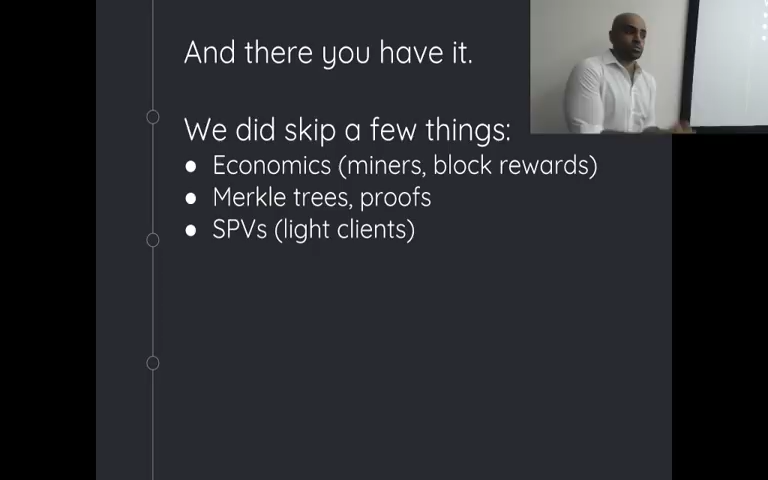 And there you have it.
We did skip a few things:
● Economics (miners, block rewards)
● Merkle trees, proofs
● SPVs (light clients)